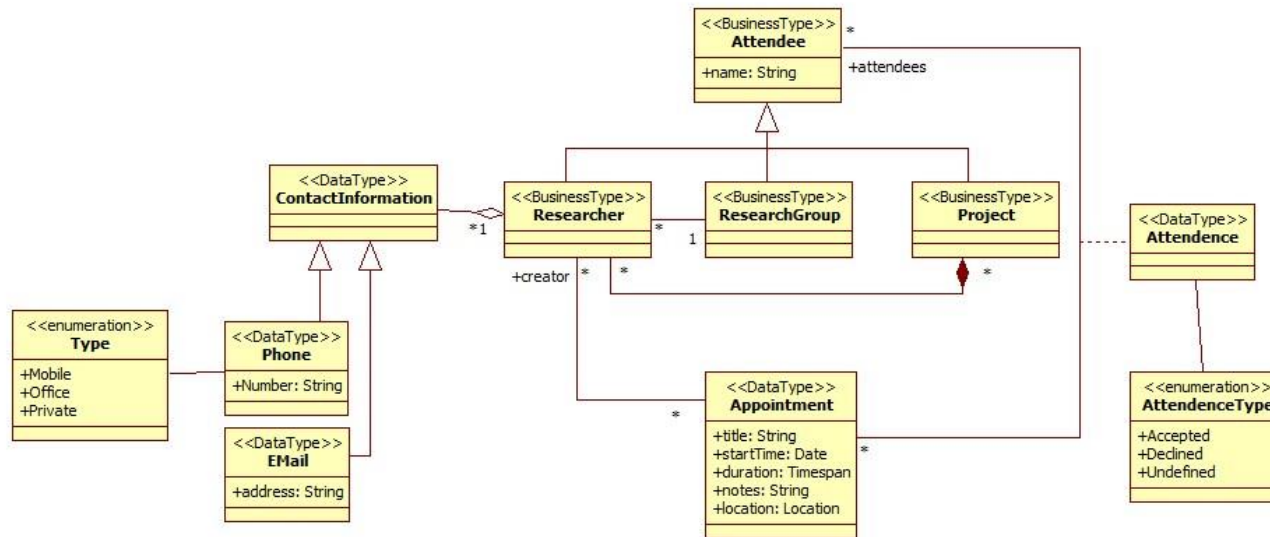 <<BusinessType>>
Attendee
+name: String
*
+attendees
<<DataType>>
ContactInformation
*1
<<BusinessType>>
Researcher
*
1
<<BusinessType>>
ResearchGroup
<<BusinessType>>
Project
*
<<DataType>>
Attendence
+creator
*
*
<<enumeration>>
Type
+Mobile
+Office
+Private
<<DataType>>
Phone
+Number: String
<<DataType>>
EMail
+address: String
<<DataType>>
Appointment
+title: String
+startTime: Date
+duration: Timespan
+notes: String
+location: Location
*
*
<<enumeration>>
AttendenceType
+Accepted
+Declined
+Undefined